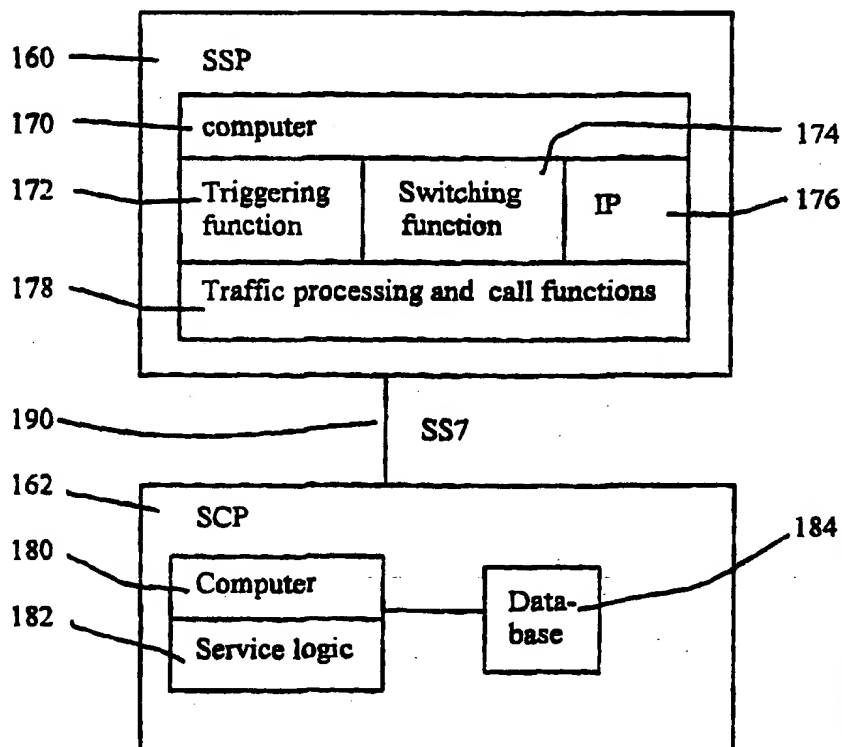 160 SSP
170 computer 174
172 Triggering Switching IP 176
function function
178 Traffic processing and call functions
190 SS7
162 SCP
184
180 Computer Data-
182 Service logic base